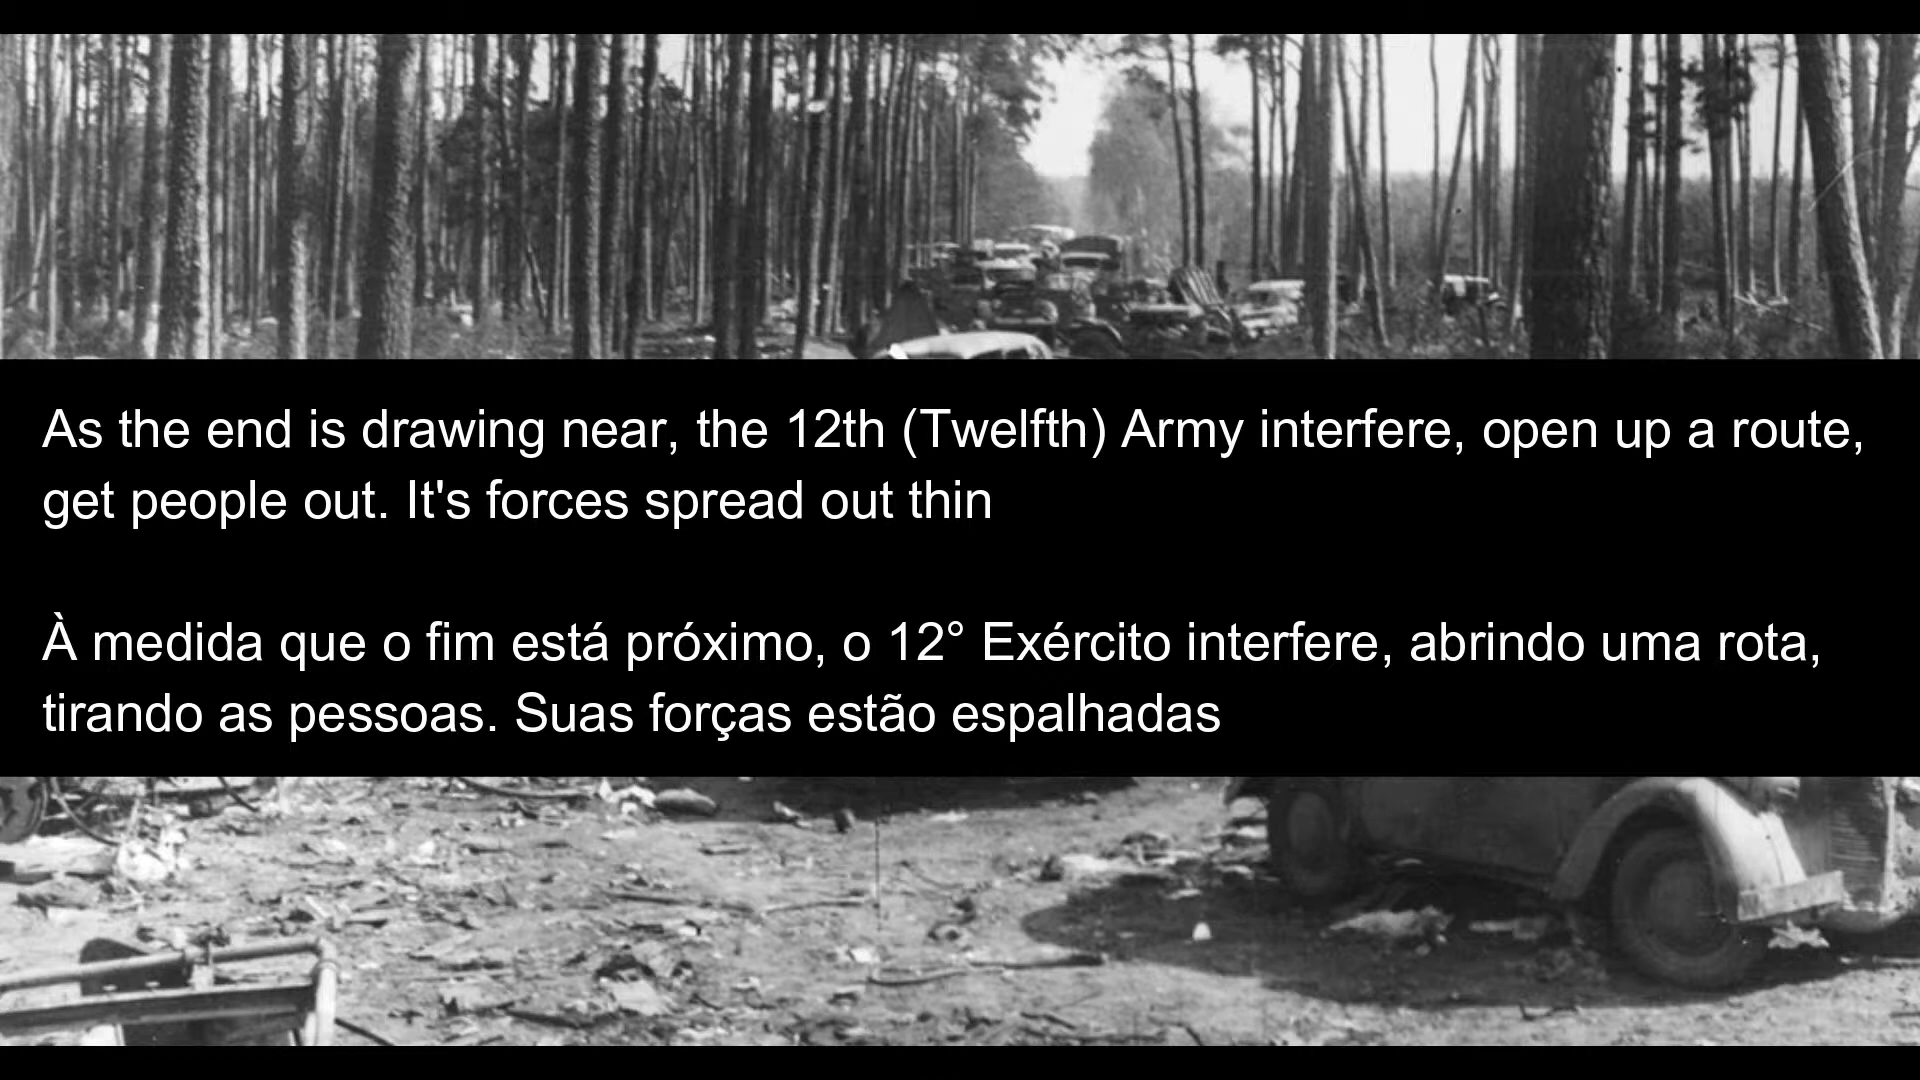 As the end is drawing near, the 12th (Twelfth) Army interfere, open up a route,
get people out. It's forces spread out thin
À medida que o fim está próximo, o 12° Exército interfere, abrindo uma rota,
tirando as pessoas. Suas forças estão espalhadas